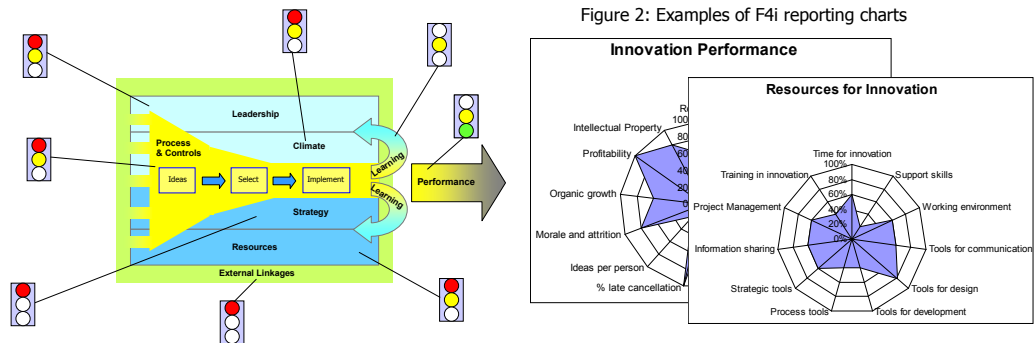 Leadership
Process
& Controls
Climate
Learning
Ideas
Select
Implement
Learning
Performance
Strategy
Resources
External Linkages
Figure 2: Examples of F4i reporting charts
Innovation Performance
Intellectual Property
Profitability
Organic growth
Morale and attrition
Ideas per person
% late cancellation
Resources for Innovation
Time for innovation
Support skills
Working environment
Tools for communication
Tools for design
Tools for development
Process tools
Strategic tools
Information sharing
Project Management
Training in innovation
100%
80%
60%
40%
20%
0%